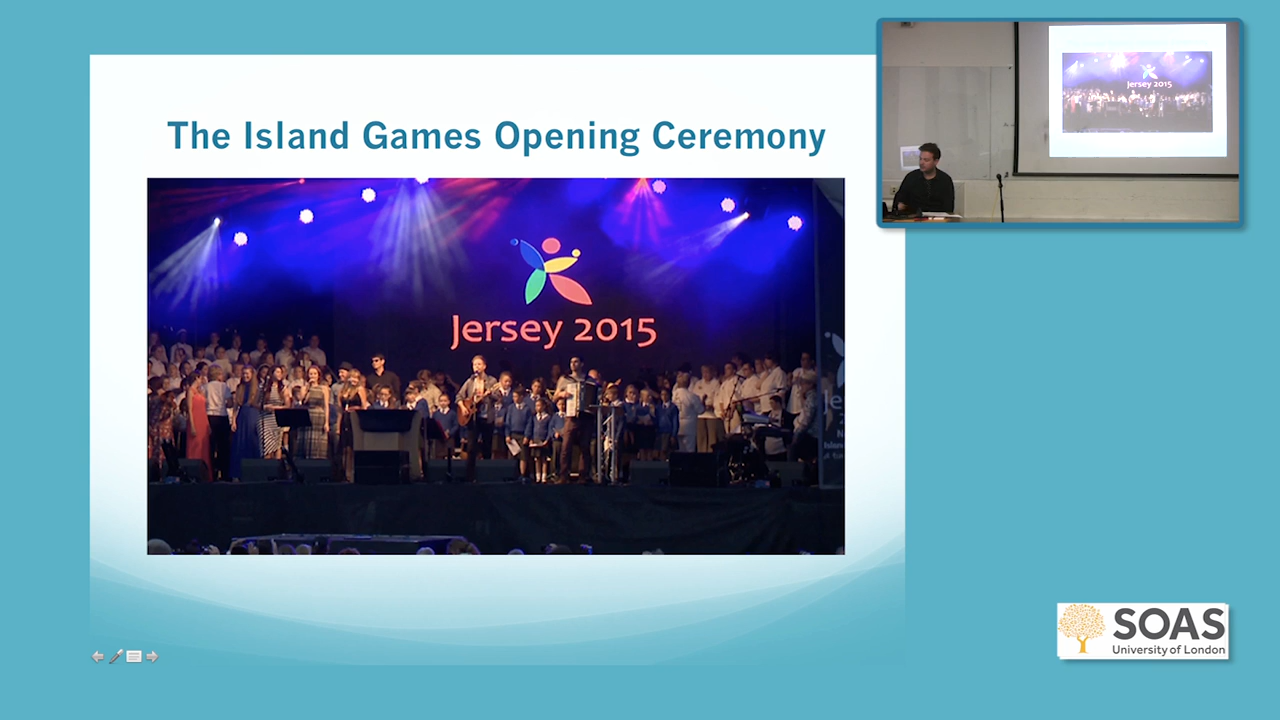 The Island Games Opening Ceremony
Jersey 2015
Jersey 2015
SOAS
University of London